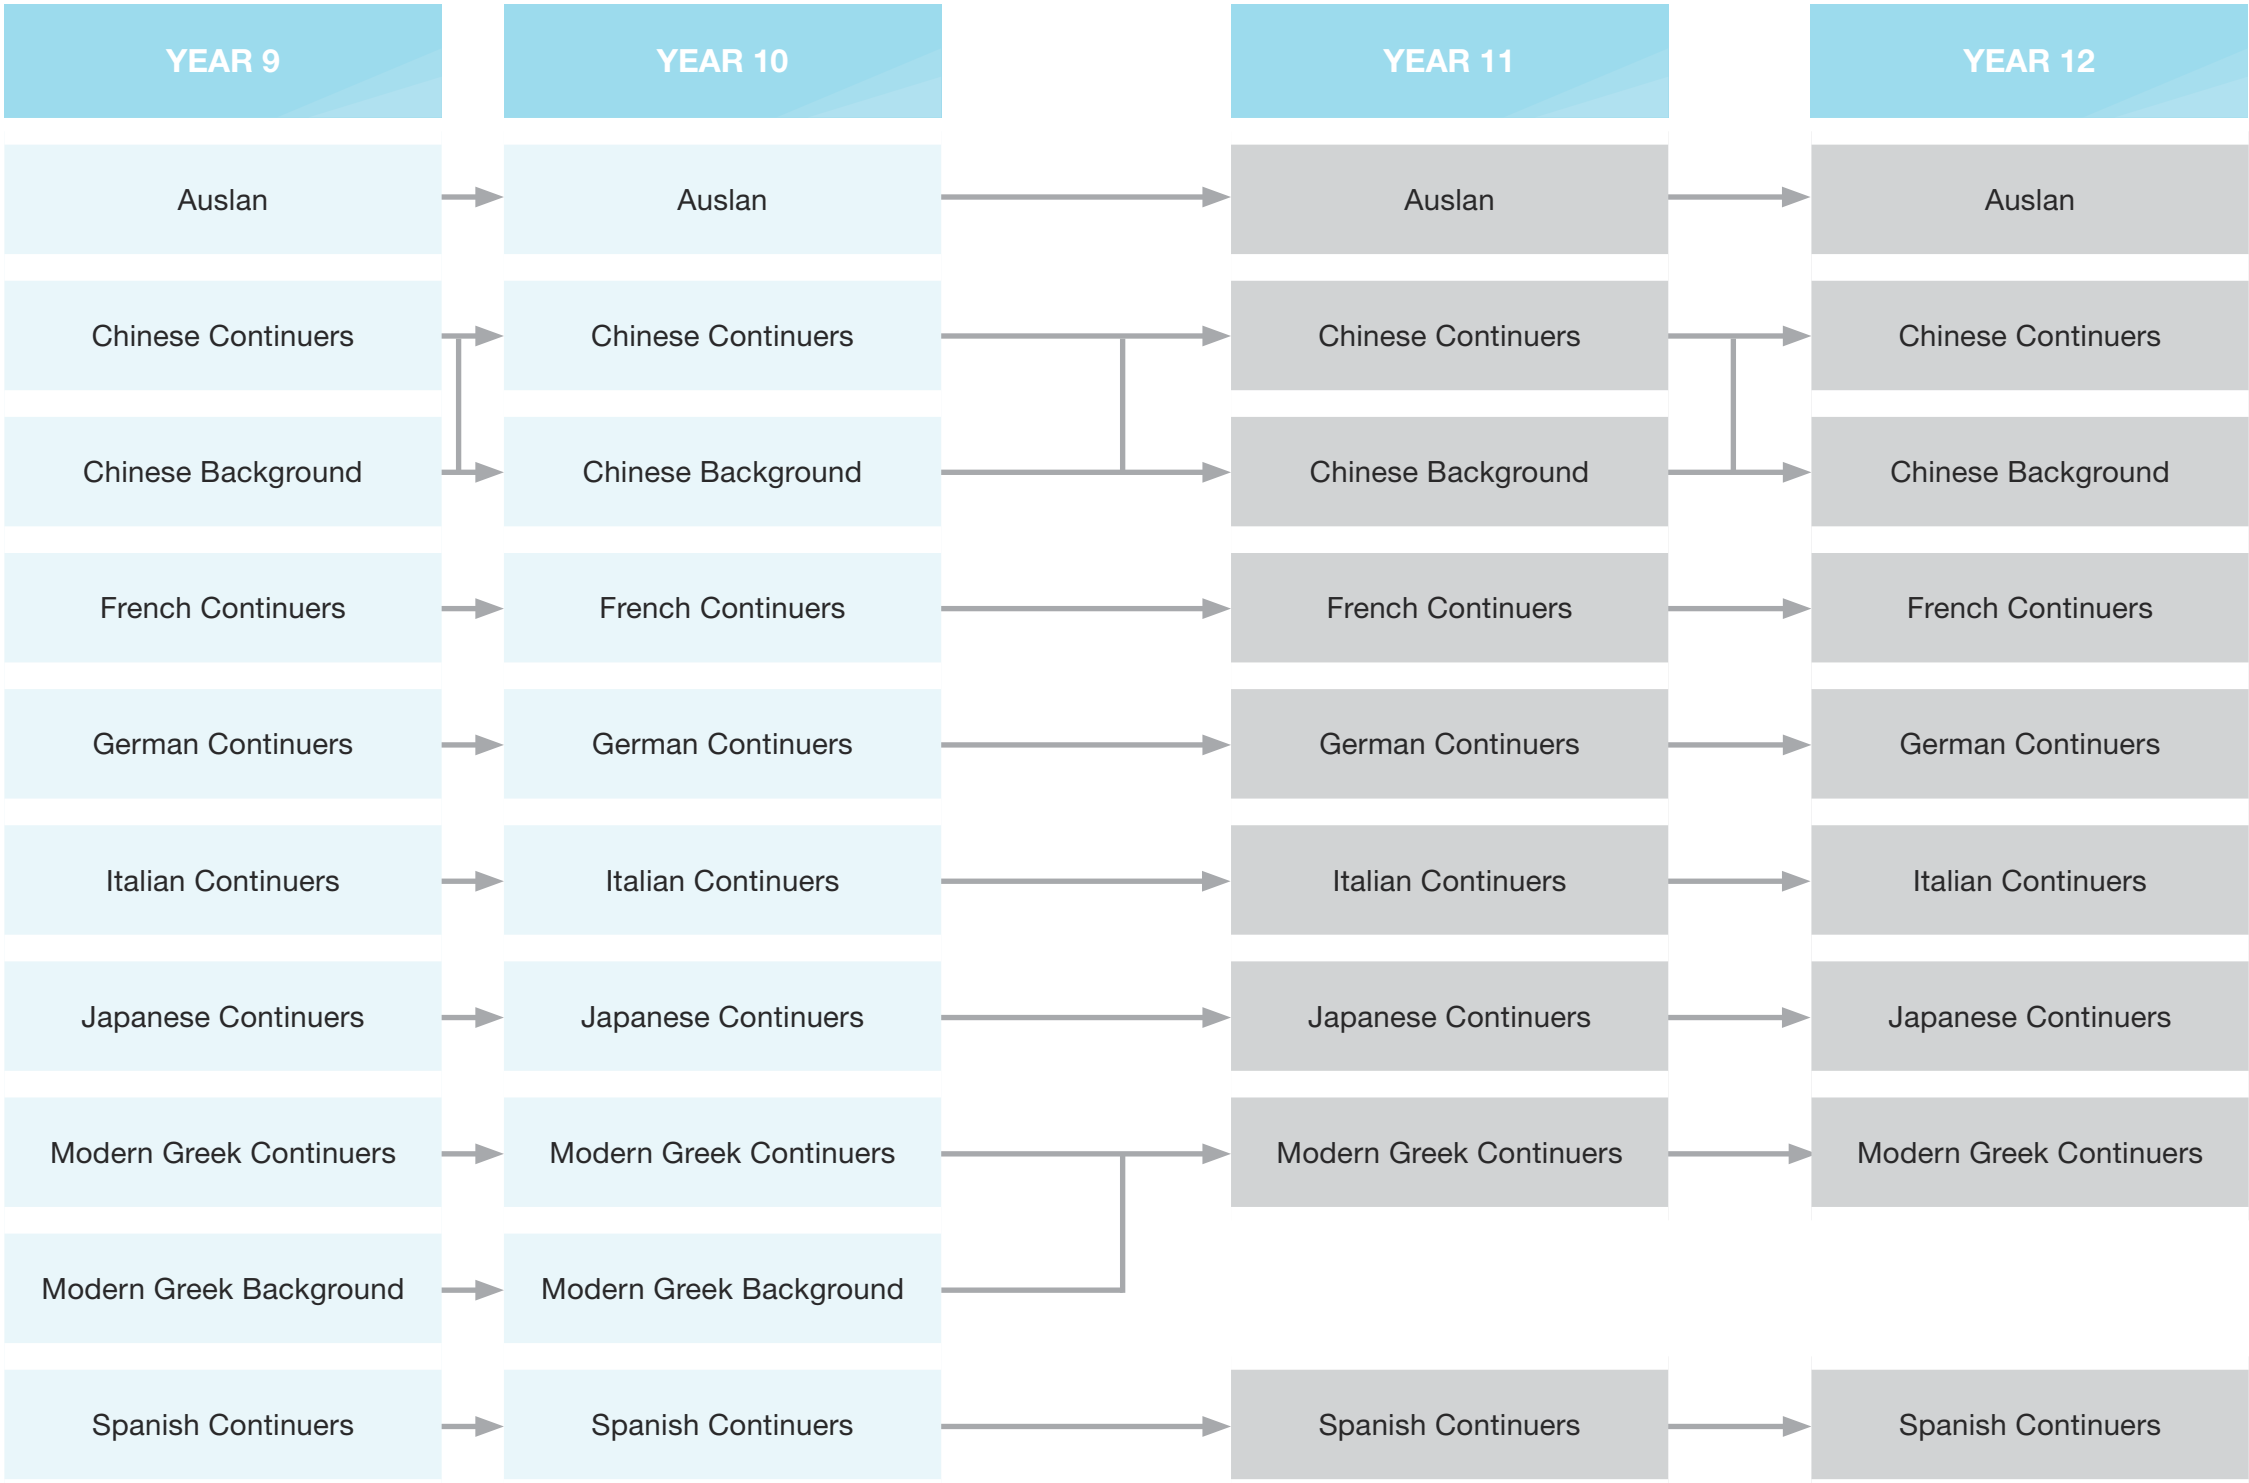 YEAR 9
YEAR 10
YEAR 11
YEAR 12
Auslan
Auslan
Auslan
Auslan
Chinese Continuers
Chinese Continuers
Chinese Continuers
Chinese Continuers
Chinese Background
Chinese Background
Chinese Background
Chinese Background
French Continuers
French Continuers
French Continuers
French Continuers
German Continuers
German Continuers
German Continuers
German Continuers
Italian Continuers
Italian Continuers
Italian Continuers
Italian Continuers
Japanese Continuers
Japanese Continuers
Japanese Continuers
Japanese Continuers
Modern Greek Continuers
Modern Greek Continuers
Modern Greek Continuers
Modern Greek Continuers
Modern Greek Background
Modern Greek Background
Spanish Continuers
Spanish Continuers
Spanish Continuers
Spanish Continuers